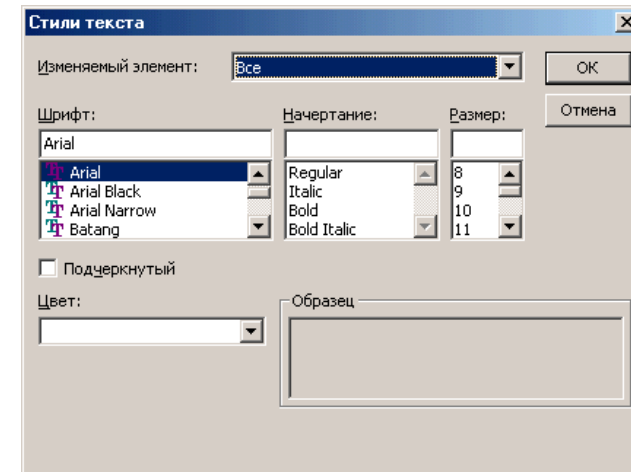 Стили текста
Изменяемый элемент: Все
ОК
Отмена
Шрифт: Начертание: Размер:
Arial
Arial Regular 8
Arial Black Italic 9
Arial Narrow Bold 10
Batang Bold Italic 11
Подчеркнутый
Цвет:
Образец